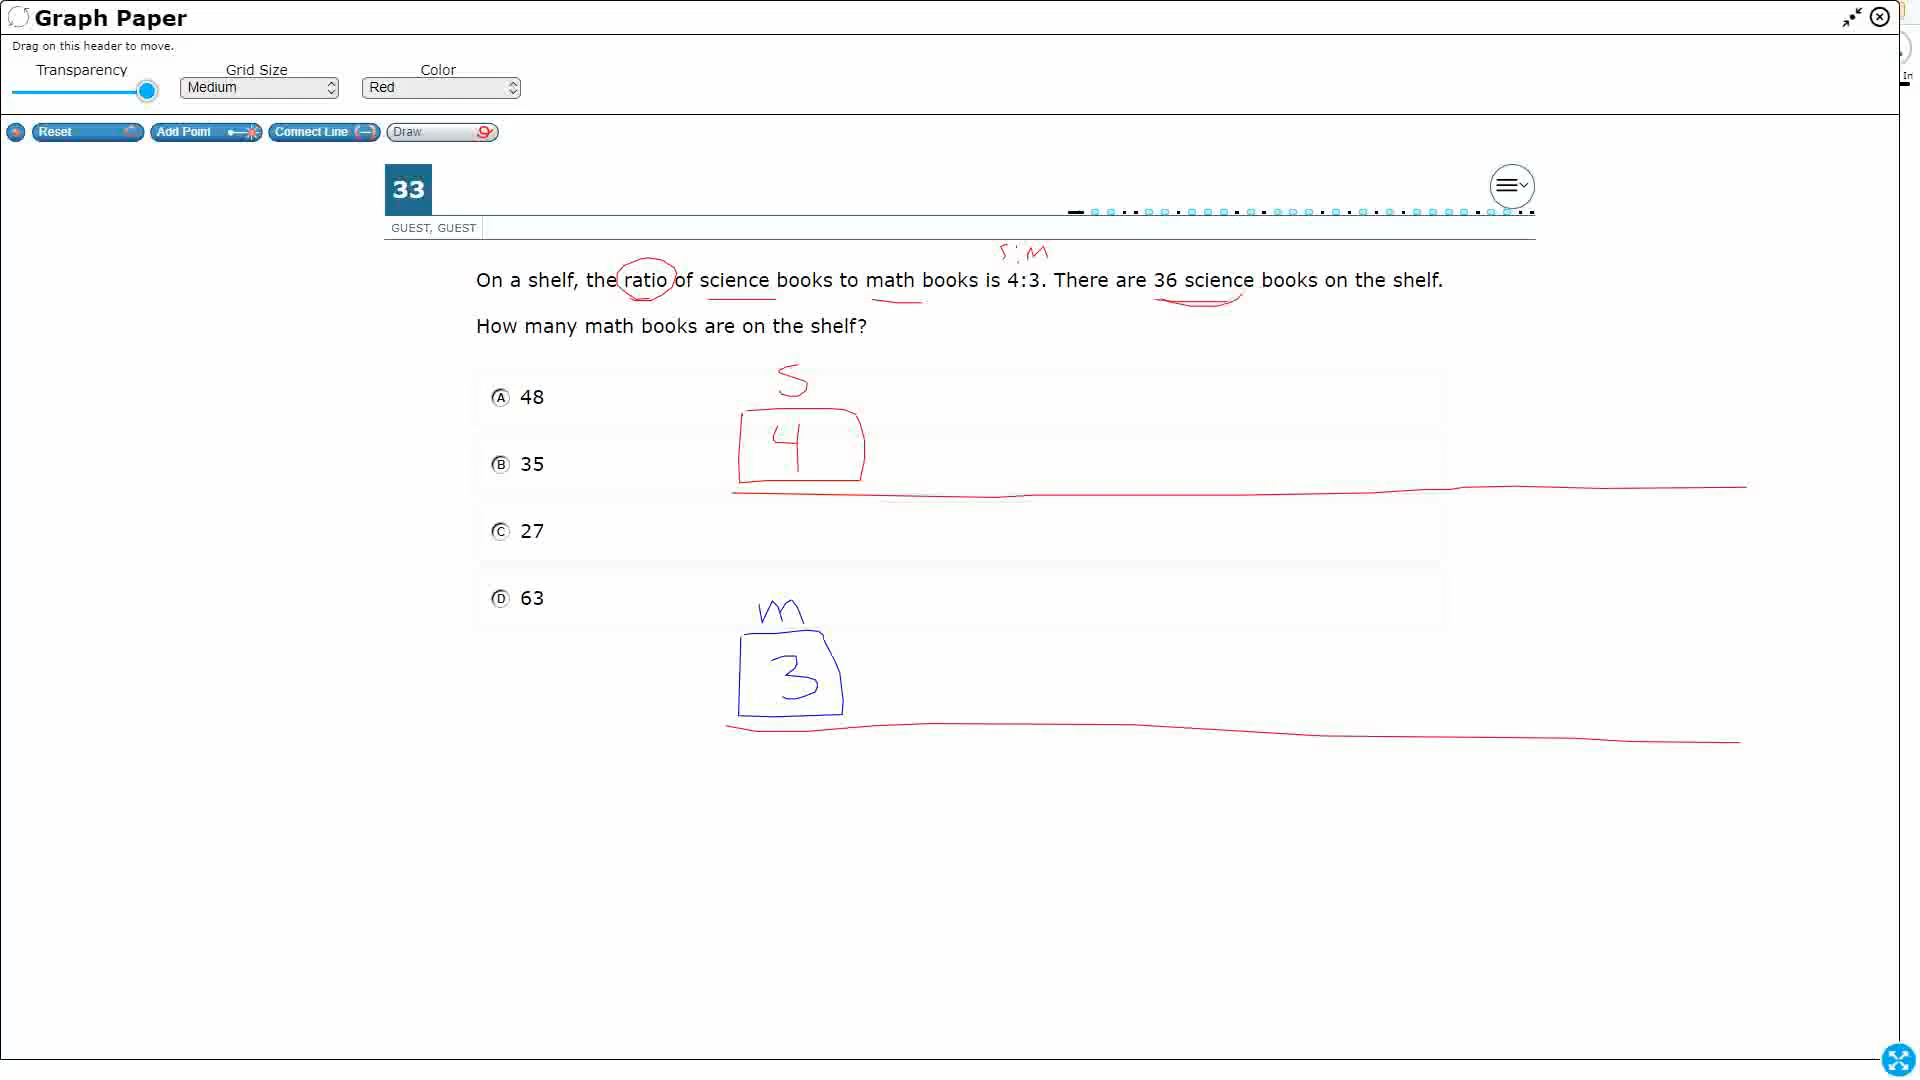 Graph Paper
Drag on this header to move.
Transparency Grid Size Color
Medium Red
Reset Add Point Connect Line Draw
33
GUEST, GUEST
S:M
On a shelf, the ratio of science books to math books is 4:3. There are 36 science books on the shelf.
How many math books are on the shelf?
S
A 48
4
B 35
C 27
D 63
m
3